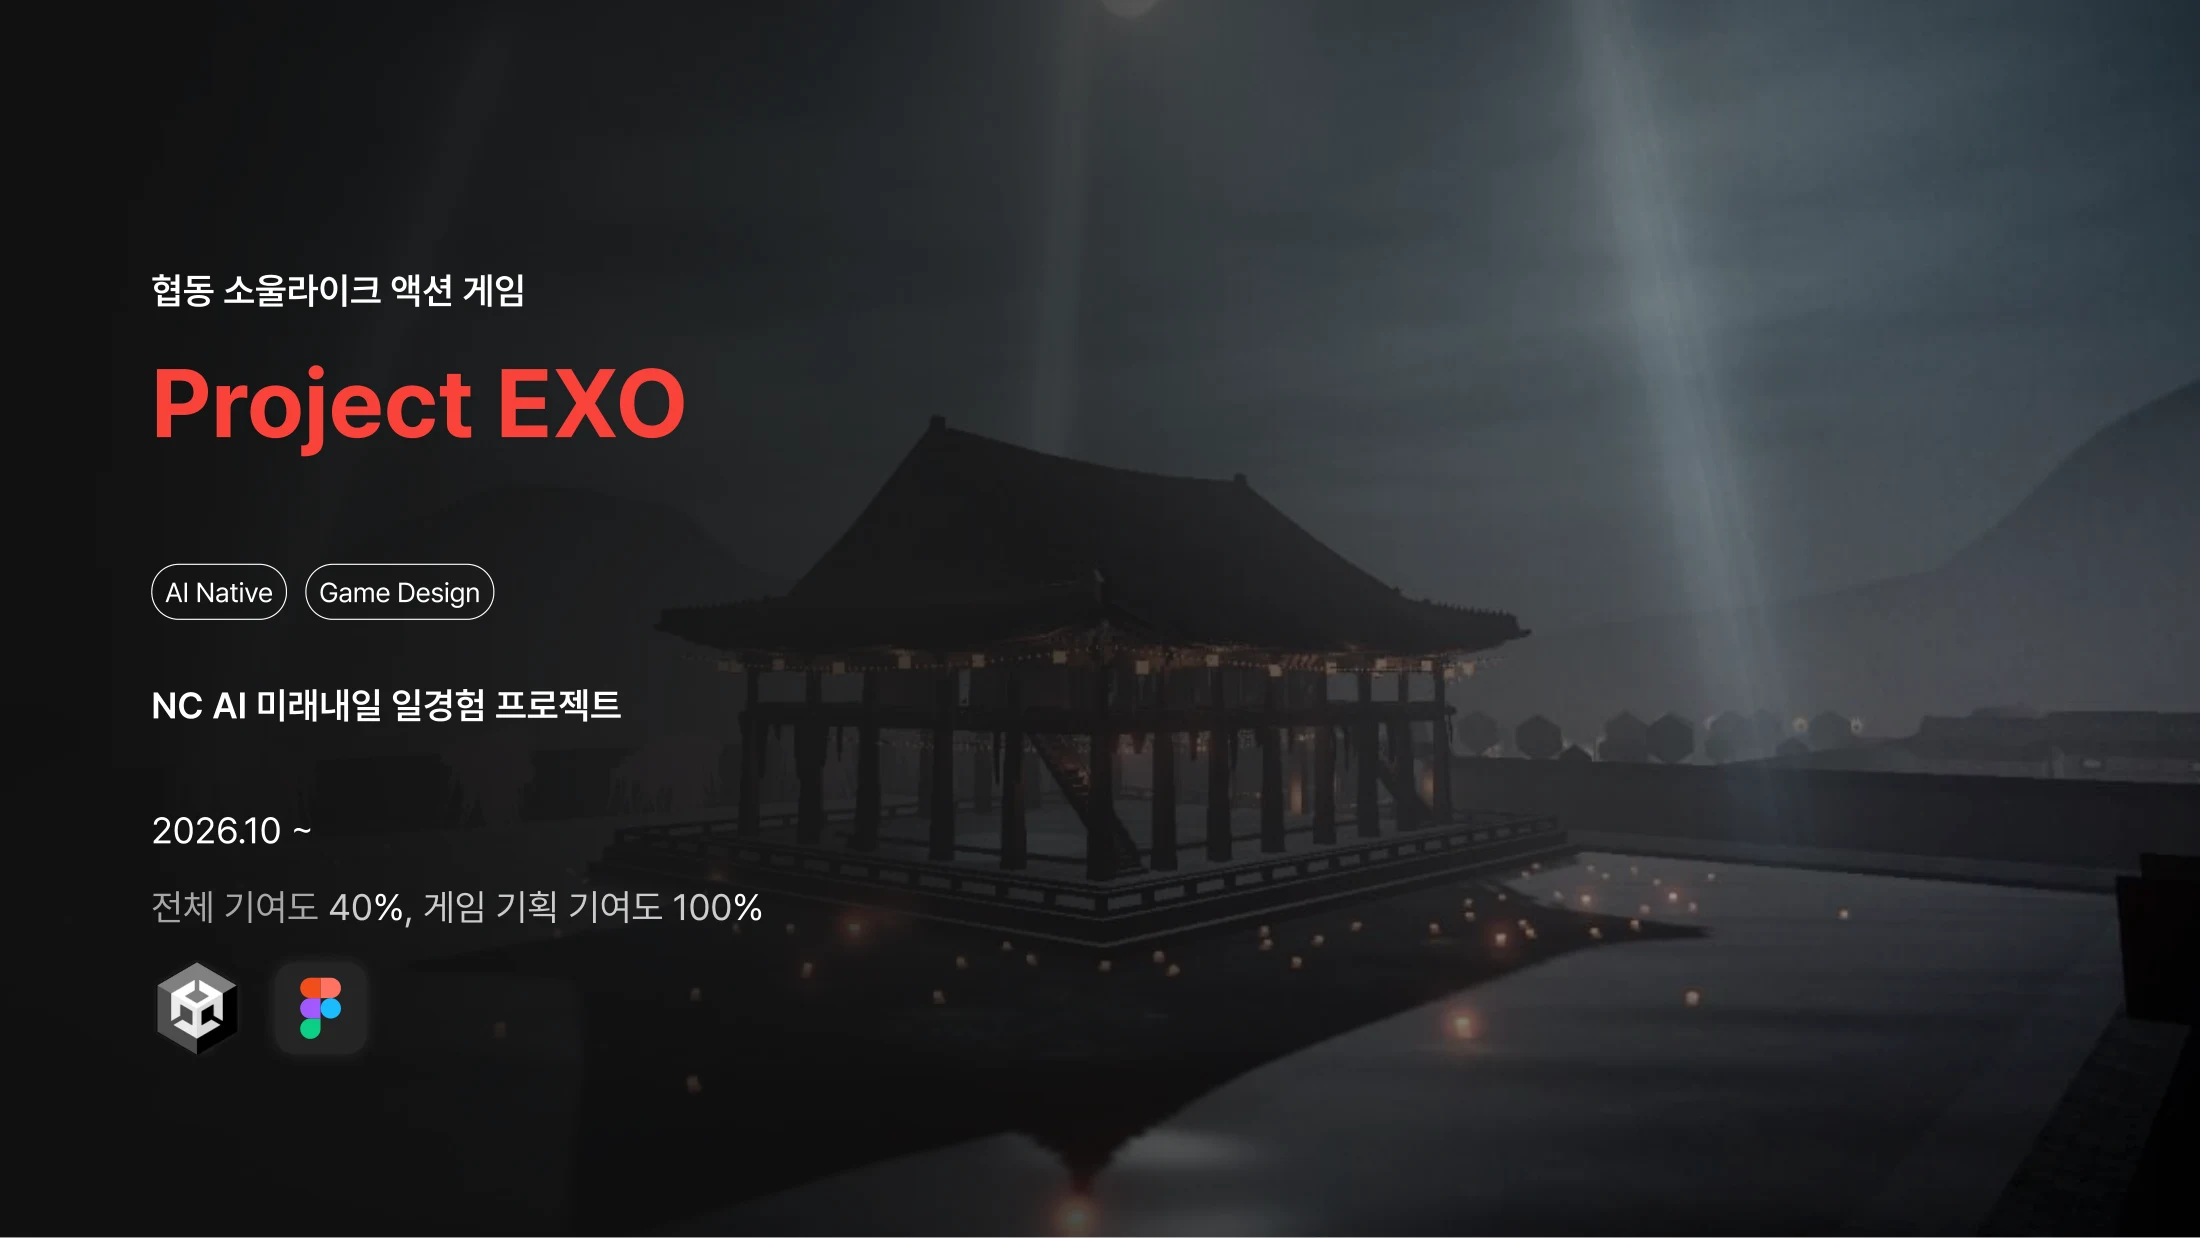 협동 소울라이크 액션 게임
Project EXO
AI Native
Game Design
NC AI 미래내일 일경험 프로젝트
2026.10 ~
전체 기여도 40%, 게임 기획 기여도 100%